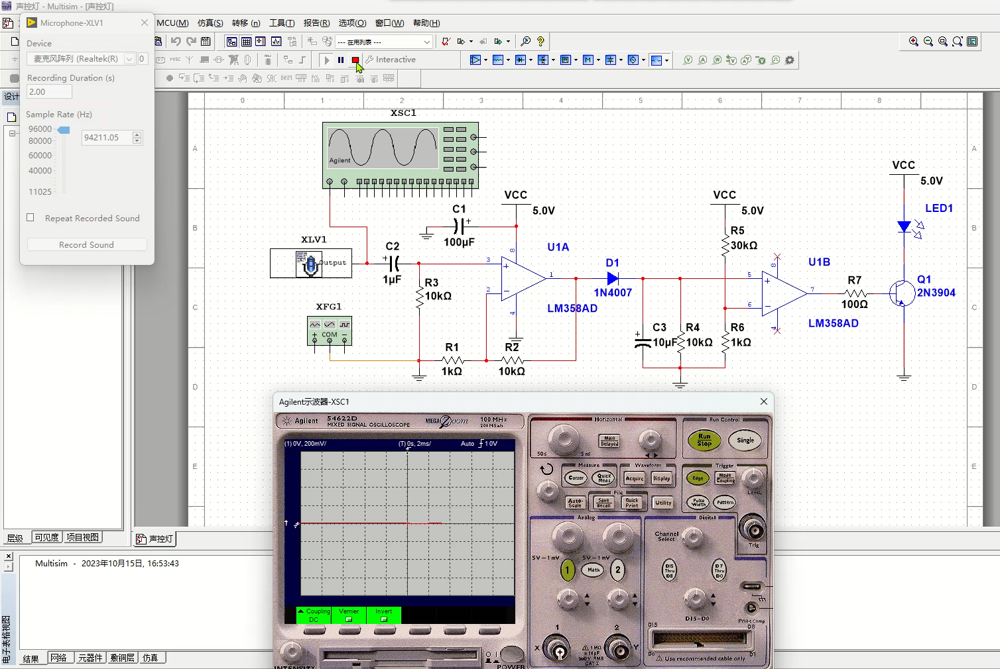 声控灯 - Multisim - [声控灯]
MCU(M) 仿真(S) 转移 (n) 工具(T) 报告(R) 选项(O) 窗口(W) 帮助(H)
Microphone-XLV1
Device
麦克风阵列 (Realtek(R) 0
Recording Duration (s)
2.00
Sample Rate (Hz)
96000
80000
60000
40000
11025
94211.05
Repeat Recorded Sound
Record Sound
--- 在用列表 ---
MISC
Interactive
设计
0 1 2 3 4 5 6 7 8
A
B
C
D
E
A
B
C
D
E
XSC1
Agilent
VCC
5.0V
C1
+
100µF
XLV1
Output
C2
+
1µF
R3
10kΩ
XFG1
+ COM −
R1
1kΩ
R2
10kΩ
U1A
LM358AD
3
2
8
4
1
D1
1N4007
C3
10µF
R4
10kΩ
VCC
5.0V
R5
30kΩ
R6
1kΩ
U1B
LM358AD
5
6
8
4
7
R7
100Ω
VCC
5.0V
LED1
Q1
2N3904
Agilent示波器-XSC1
Agilent 54622D
MIXED SIGNAL OSCILLOSCOPE
MEGA Zoom
100 MHz
200 MSa/s
(1) 0V, 200mV/ (T) 0s, 2ms/ Auto 1 0V
Coupling
DC
Vernier
Invert
INTENSITY
POWER
Horizontal
50s 5 ns
Main
Delayed
Run Control
Run
Stop
Single
Measure
Cursor
Quick
Meas
Waveform
Acquire
Display
Trigger
Edge
Mode
Coupling
Level
Pulse
Width
Pattern
File
Auto-
Scale
Save
Recall
Quick
Print
Utility
Analog
5V — 1 mV 5V — 1 mV
1
Math
2
1
2
X
Y
1 MΩ
CAT I
Digital
Channel
Select
D15
Thru
D8
D7
Thru
D0
D15-D0
Trig
Probe Comp
D15 D8
D1
Use recommended cable only
层级 可见度 项目视图
声控灯
Multisim - 2023年10月15日, 16:53:43
电子表格视图
结果 网络 元器件 敷铜层 仿真